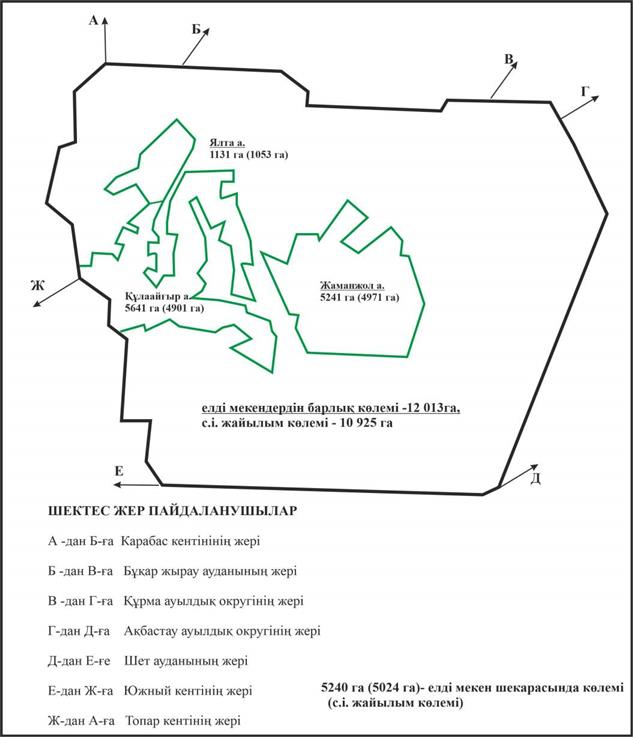 А
Б
В
Г
Ялта а.
1131 га (1053 га)
Жаманжол а.
5241 га (4971 га)
Ж
Құлаайғыр а.
5641 га (4901 га)
елді мекендердін барлық көлемі -12 013га,
с.і. жайылым көлемі - 10 925 га
Е
Д
ШЕКТЕС ЖЕР ПАЙДАЛАНУШЫЛАР
А -дан Б-ға Карабас кентінінің жері
Б -дан В-ға Бұқар жырау ауданының жері
В -дан Г-ға Құрма ауылдық округінің жері
Г-дан Д-ға Ақбастау ауылдық округінің жері
Д-дан Е-ге Шет ауданының жері
Е-дан Ж-ға Южный кентінің жері
Ж-дан А-ға Топар кентінің жері
5240 га (5024 га)- елді мекен шекарасында көлемі
(с.і. жайылым көлемі)